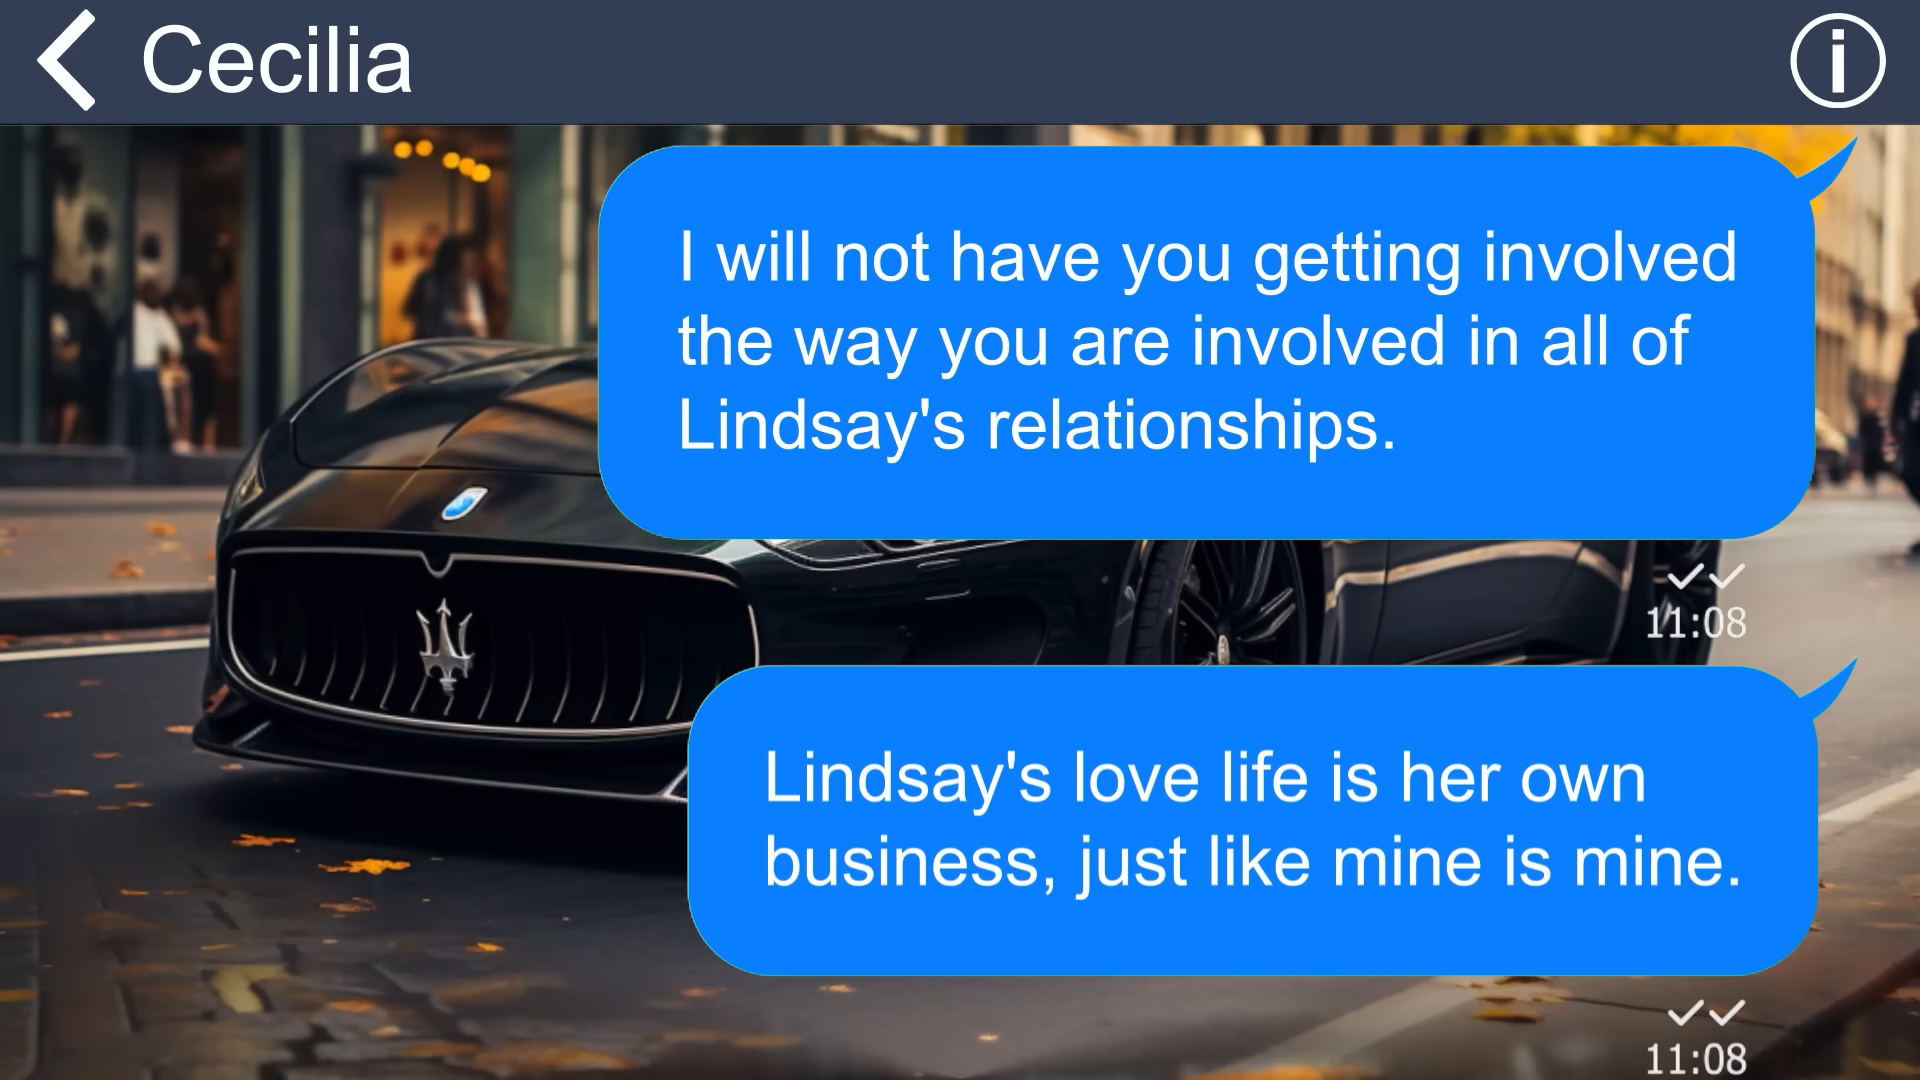 Cecilia
I will not have you getting involved
the way you are involved in all of
Lindsay's relationships.
11:08
Lindsay's love life is her own
business, just like mine is mine.
11:08